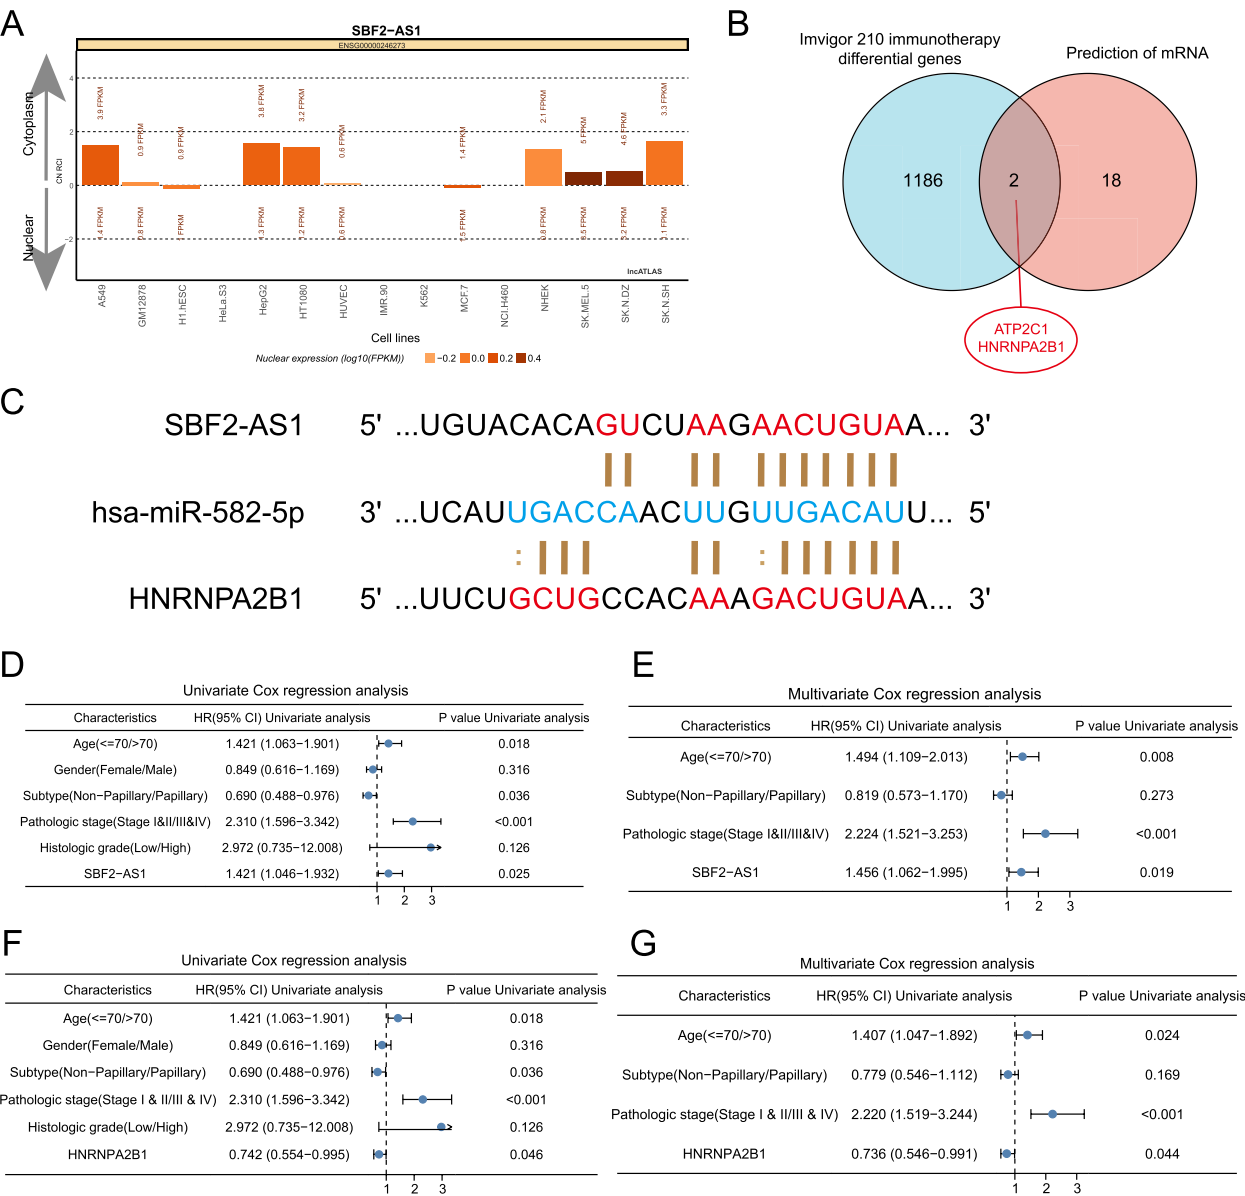 A
SBF2−AS1
ENSG00000246273
Cytoplasm
Nuclear
CN RCI
4
2
0
−2
3.9 FPKM
0.9 FPKM
0.9 FPKM
3.8 FPKM
3.2 FPKM
0.6 FPKM
1.4 FPKM
2.1 FPKM
5 FPKM
4.6 FPKM
3.3 FPKM
1.4 FPKM
0.8 FPKM
1 FPKM
1.3 FPKM
1.2 FPKM
0.6 FPKM
1.5 FPKM
0.8 FPKM
3.5 FPKM
3.2 FPKM
1.1 FPKM
lncATLAS
A549
GM12878
H1.hESC
HeLa.S3
HepG2
HT1080
HUVEC
IMR.90
K562
MCF.7
NCI.H460
NHEK
SK.MEL.5
SK.N.DZ
SK.N.SH
Cell lines
Nuclear expression (log10(FPKM)) −0.2 0.0 0.2 0.4
B
Imvigor 210 immunotherapy
differential genes
Prediction of mRNA
1186
2
18
ATP2C1
HNRNPA2B1
C
SBF2-AS1 5' ...UGUACACAGUCUAAGAACUGUAA... 3'
hsa-miR-582-5p 3' ...UCAUUGACCAACUUGUUGACAUU... 5'
HNRNPA2B1 5' ...UUCUGCUGCCACAAAGACUGUAA... 3'
D
Univariate Cox regression analysis
Characteristics HR(95% CI) Univariate analysis P value Univariate analysis
Age(<=70/>70) 1.421 (1.063−1.901) 0.018
Gender(Female/Male) 0.849 (0.616−1.169) 0.316
Subtype(Non−Papillary/Papillary) 0.690 (0.488−0.976) 0.036
Pathologic stage(Stage I&II/III&IV) 2.310 (1.596−3.342) <0.001
Histologic grade(Low/High) 2.972 (0.735−12.008) 0.126
SBF2−AS1 1.421 (1.046−1.932) 0.025
1 2 3
E
Multivariate Cox regression analysis
Characteristics HR(95% CI) Univariate analysis P value Univariate analysis
Age(<=70/>70) 1.494 (1.109−2.013) 0.008
Subtype(Non−Papillary/Papillary) 0.819 (0.573−1.170) 0.273
Pathologic stage(Stage I&II/III&IV) 2.224 (1.521−3.253) <0.001
SBF2−AS1 1.456 (1.062−1.995) 0.019
1 2 3
F
Univariate Cox regression analysis
Characteristics HR(95% CI) Univariate analysis P value Univariate analysis
Age(<=70/>70) 1.421 (1.063−1.901) 0.018
Gender(Female/Male) 0.849 (0.616−1.169) 0.316
Subtype(Non−Papillary/Papillary) 0.690 (0.488−0.976) 0.036
Pathologic stage(Stage I & II/III & IV) 2.310 (1.596−3.342) <0.001
Histologic grade(Low/High) 2.972 (0.735−12.008) 0.126
HNRNPA2B1 0.742 (0.554−0.995) 0.046
1 2 3
G
Multivariate Cox regression analysis
Characteristics HR(95% CI) Univariate analysis P value Univariate analysis
Age(<=70/>70) 1.407 (1.047−1.892) 0.024
Subtype(Non−Papillary/Papillary) 0.779 (0.546−1.112) 0.169
Pathologic stage(Stage I & II/III & IV) 2.220 (1.519−3.244) <0.001
HNRNPA2B1 0.736 (0.546−0.991) 0.044
1 2 3